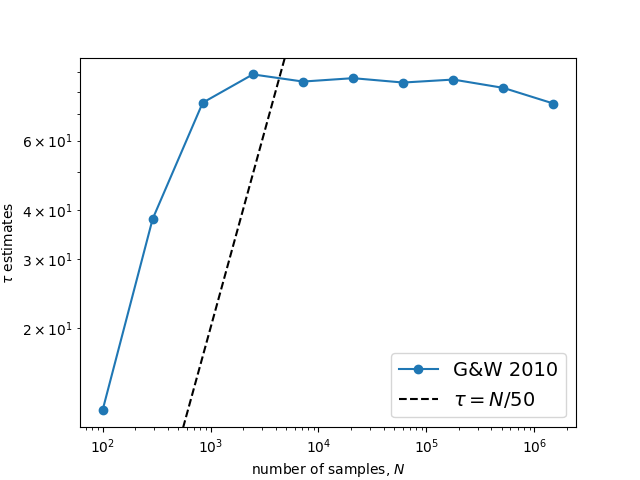 6 × 10¹
4 × 10¹
3 × 10¹
2 × 10¹
τ estimates
10² 10³ 10⁴ 10⁵ 10⁶
number of samples, N
G&W 2010
τ = N/50